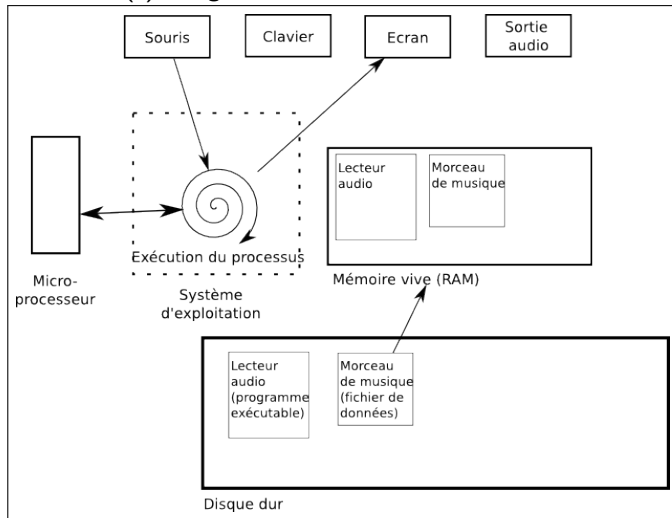 Souris
Clavier
Ecran
Sortie
audio
Lecteur
audio
Morceau
de musique
Exécution du processus
Micro-
processeur
Système
d'exploitation
Mémoire vive (RAM)
Lecteur
audio
(programme
exécutable)
Morceau
de musique
(fichier de
données)
Disque dur